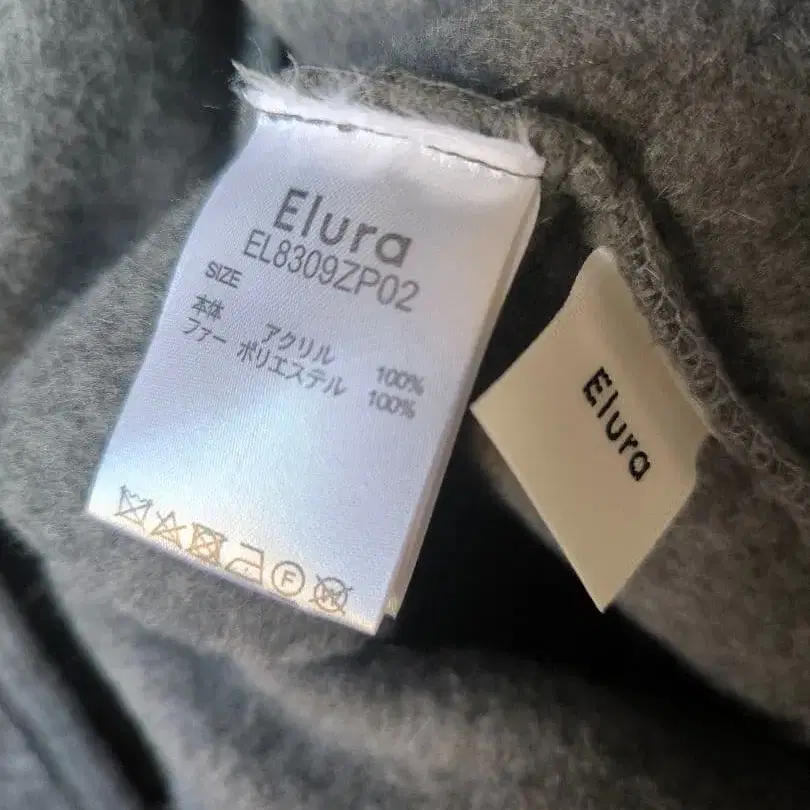 Elura
EL8309ZP02
SIZE
本体 アクリル 100%
ファー ポリエステル 100%
F
W
Elura